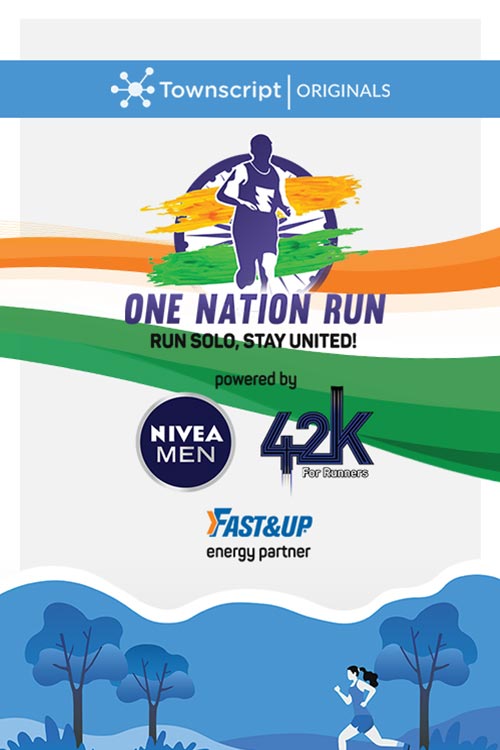 Townscript | ORIGINALS
ONE NATION RUN
RUN SOLO, STAY UNITED!
powered by
NIVEA
MEN
42k
For Runners
FAST&UP
energy partner